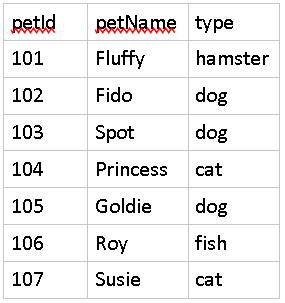 petId petName type
101 Fluffy hamster
102 Fido dog
103 Spot dog
104 Princess cat
105 Goldie dog
106 Roy fish
107 Susie cat